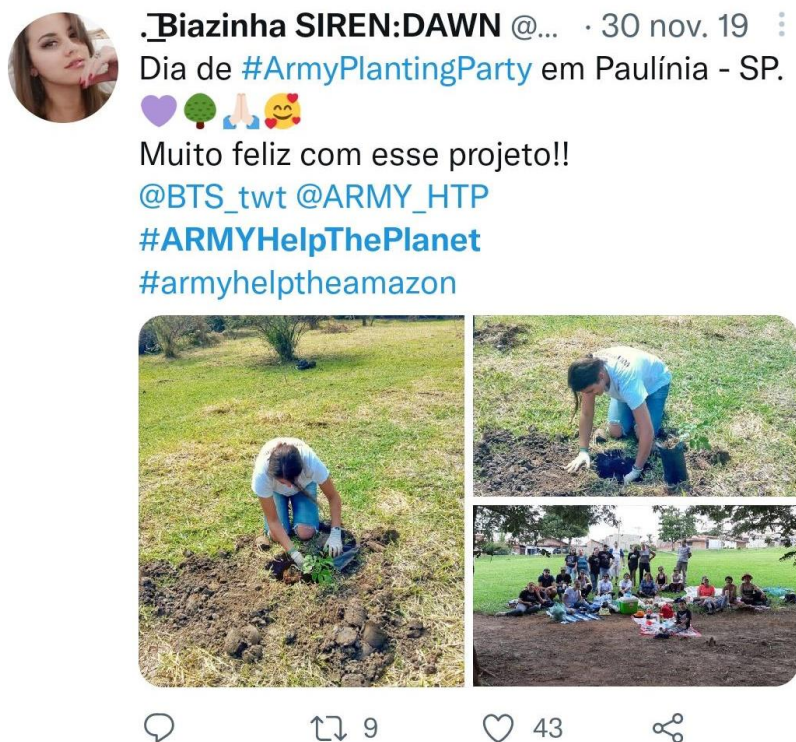 ._Biazinha SIREN:DAWN @... · 30 nov. 19
Dia de #ArmyPlantingParty em Paulínia - SP.
💜🌳🙏🏻🥰
Muito feliz com esse projeto!!
@BTS_twt @ARMY_HTP
#ARMYHelpThePlanet
#armyhelptheamazon
9 43